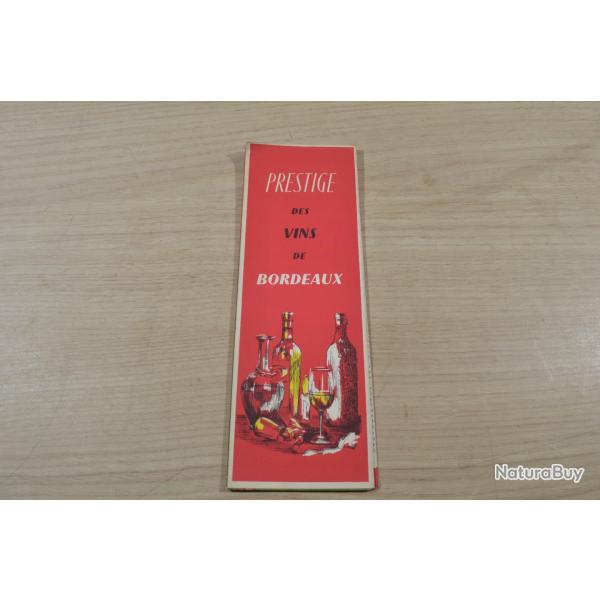 PRESTIGE
DES
VINS
DE
BORDEAUX
NaturaBuy